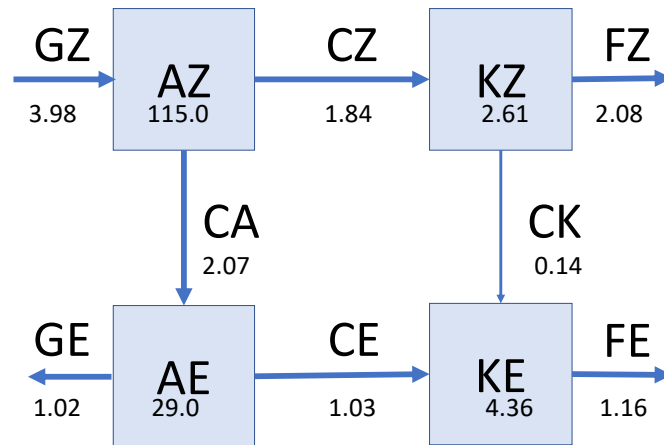 GZ
CZ
FZ
AZ
KZ
3.98
115.0
1.84
2.61
2.08
CA
CK
2.07
0.14
GE
CE
FE
AE
KE
1.02
29.0
1.03
4.36
1.16